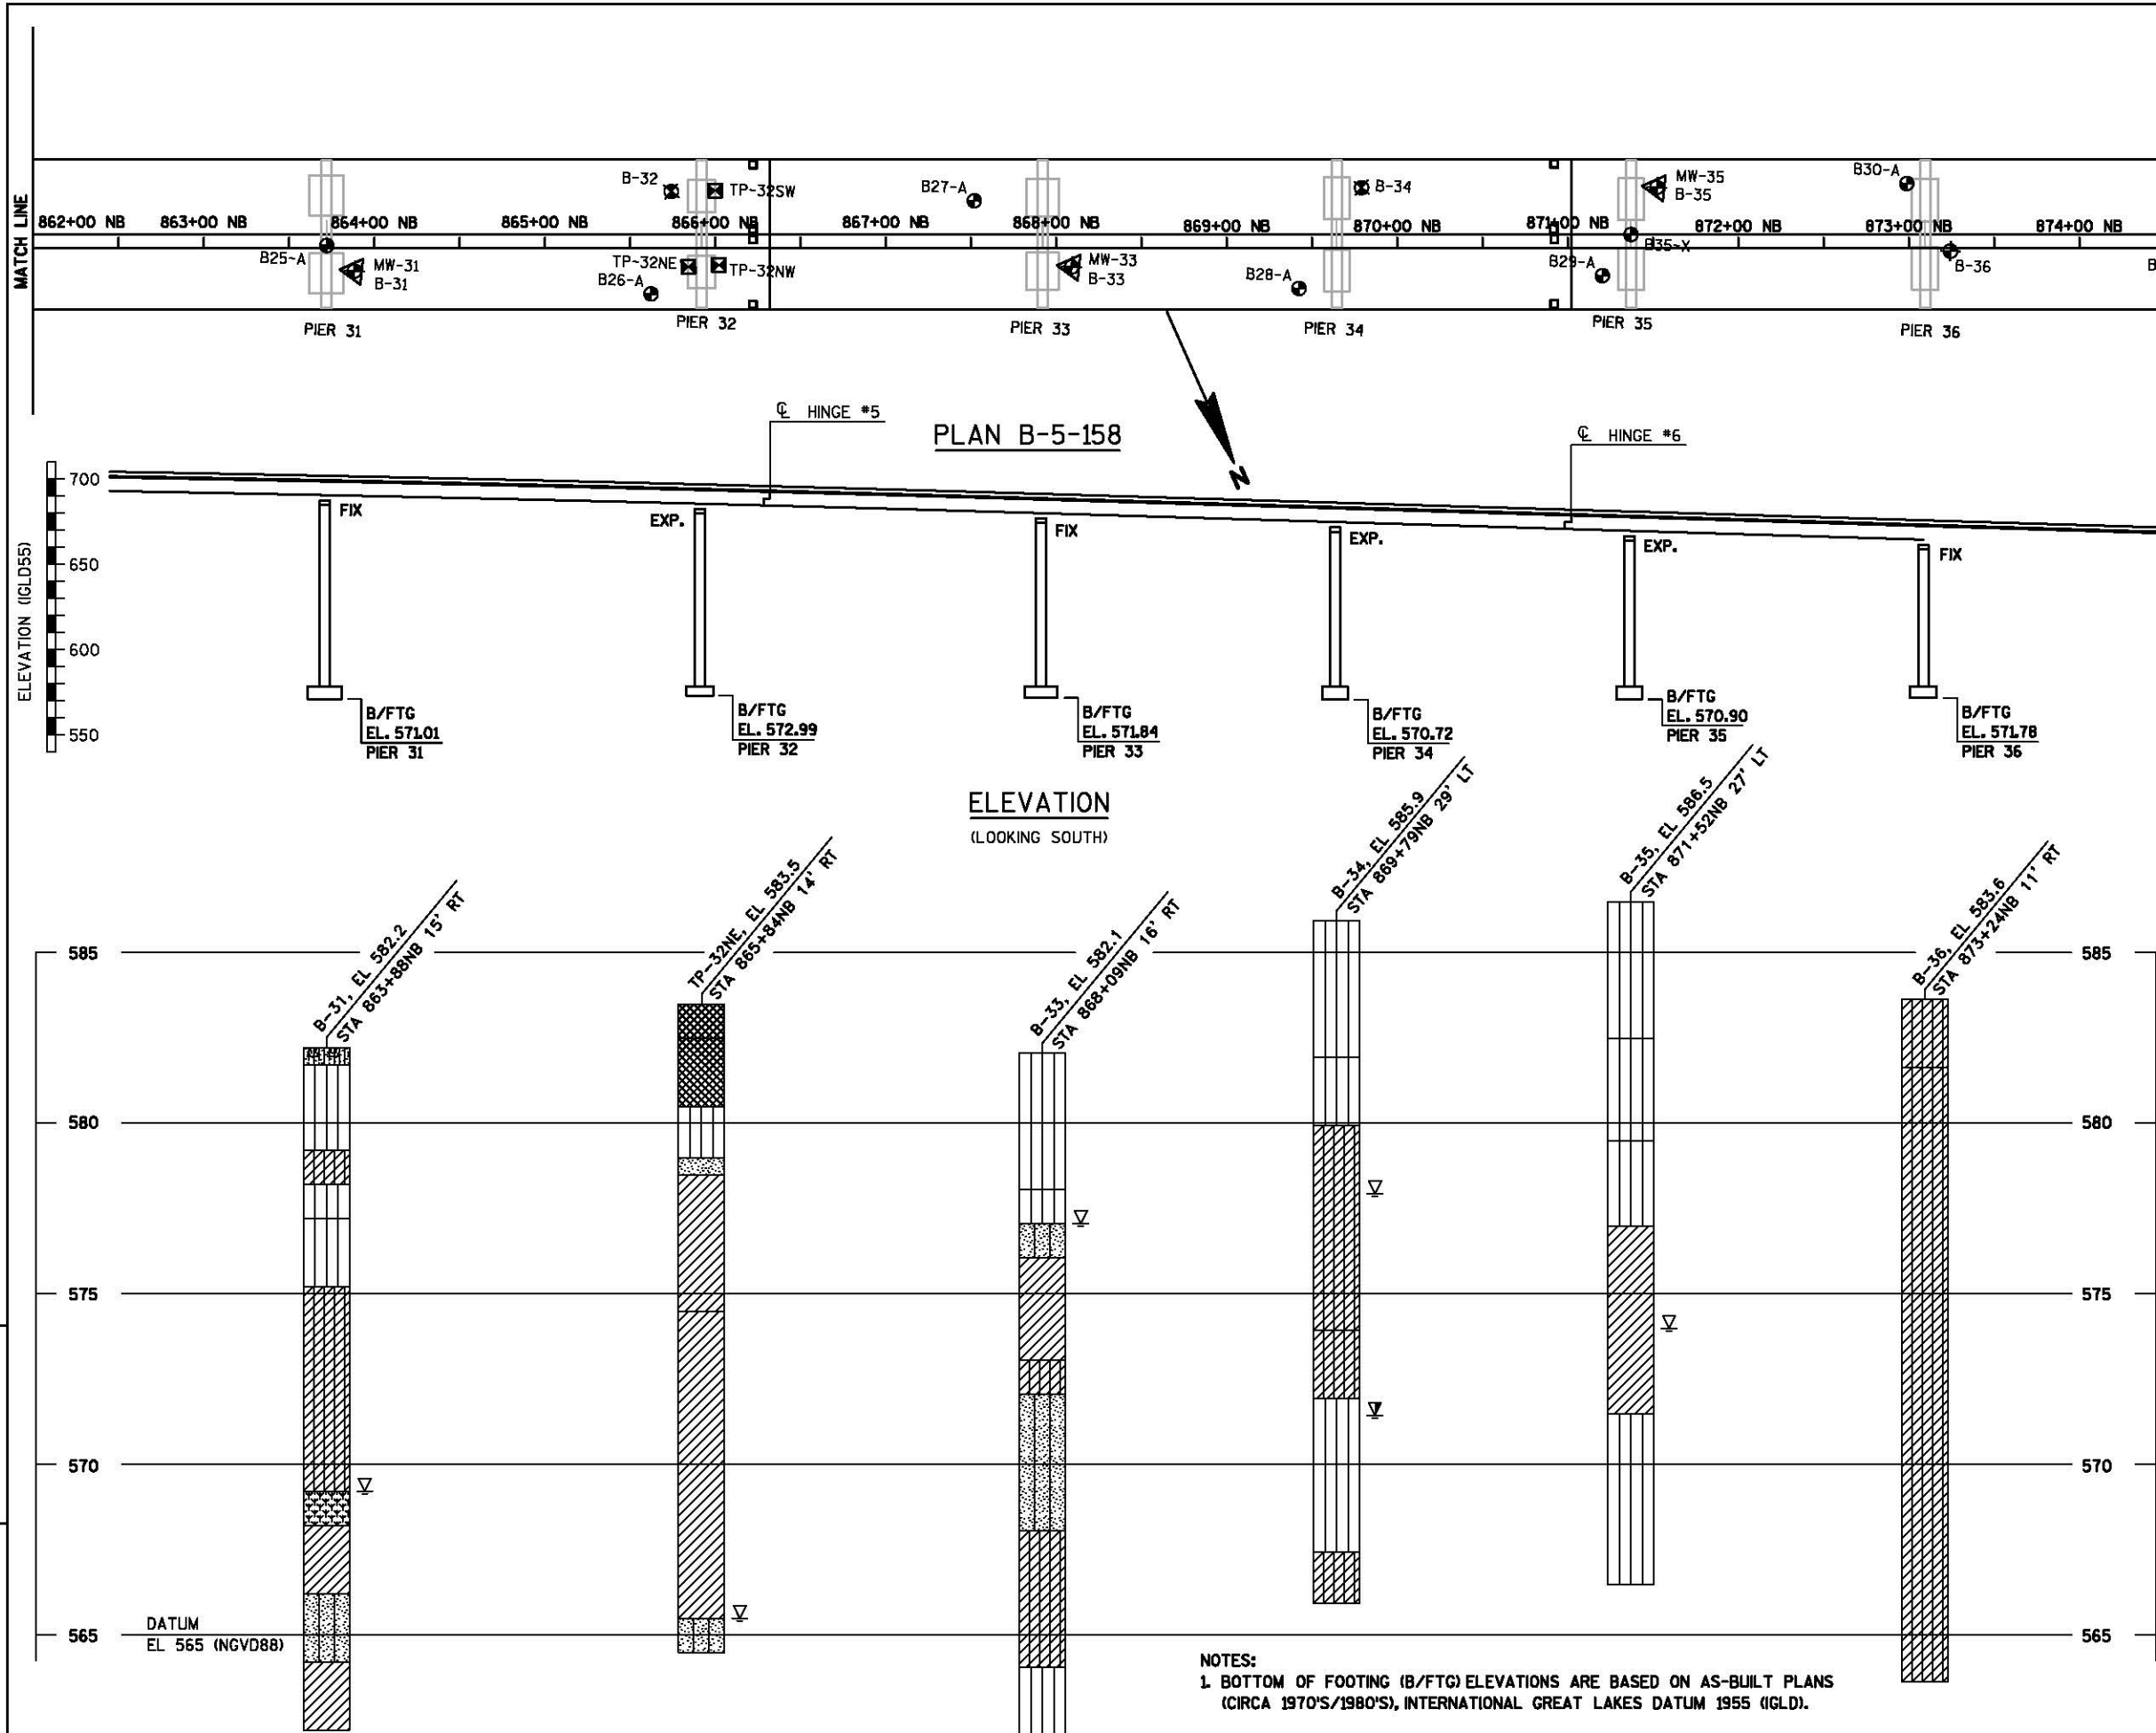 MATCH LINE
862+00 NB
863+00 NB
864+00 NB
865+00 NB
866+00 NB
867+00 NB
868+00 NB
869+00 NB
870+00 NB
871+00 NB
872+00 NB
873+00 NB
874+00 NB
B25-A
MW-31
B-31
PIER 31
B-32
TP-32SW
TP-32NE
TP-32NW
B26-A
PIER 32
B27-A
MW-33
B-33
PIER 33
B-34
B28-A
PIER 34
MW-35
B-35
B35-X
B29-A
PIER 35
B30-A
B-36
PIER 36
B
PLAN B-5-158
N
℄ HINGE #5
℄ HINGE #6
ELEVATION (IGLD55)
700
650
600
550
FIX
EXP.
FIX
EXP.
EXP.
FIX
B/FTG
EL. 571.01
PIER 31
B/FTG
EL. 572.99
PIER 32
B/FTG
EL. 571.84
PIER 33
B/FTG
EL. 570.72
PIER 34
B/FTG
EL. 570.90
PIER 35
B/FTG
EL. 571.78
PIER 36
ELEVATION
(LOOKING SOUTH)
B-31, EL 582.2
STA 863+88NB 15' RT
TP-32NE, EL 583.5
STA 865+84NB 14' RT
B-33, EL 582.1
STA 868+09NB 16' RT
B-34, EL 585.9
STA 869+79NB 29' LT
B-35, EL 586.5
STA 871+52NB 27' LT
B-36, EL 583.6
STA 873+24NB 11' RT
585
580
575
570
565
585
580
575
570
565
DATUM
EL 565 (NGVD88)
NOTES:
1. BOTTOM OF FOOTING (B/FTG) ELEVATIONS ARE BASED ON AS-BUILT PLANS
(CIRCA 1970'S/1980'S), INTERNATIONAL GREAT LAKES DATUM 1955 (IGLD).